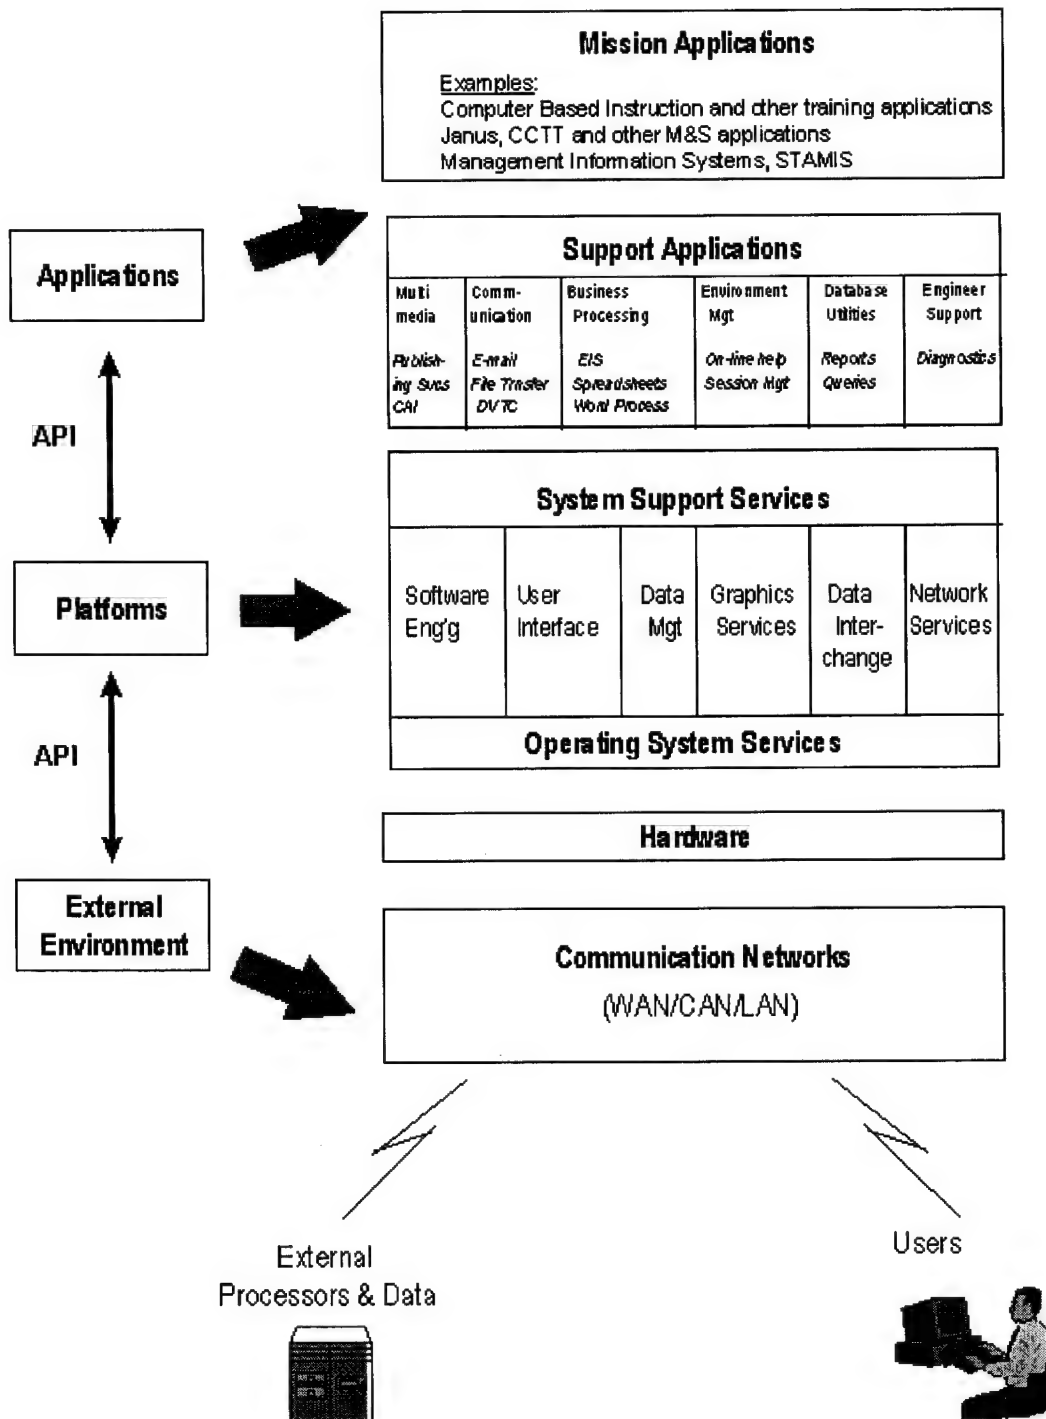 Mission Applications
Examples:
Computer Based Instruction and other training applications
Janus, CCTT and other M&S applications
Management Information Systems, STAMIS
Applications
Support Applications
Multi
media
Publish-
ing Svcs
CAI
Comm-
unication
E-mail
File Trasfer
DVTC
Business
Processing
EIS
Spreadsheets
Word Process
Environment
Mgt
On-line help
Session Mgt
Database
Utilities
Reports
Queries
Engineer
Support
Diagnostics
API
System Support Services
Platforms
Software
Eng'g
User
Interface
Data
Mgt
Graphics
Services
Data
Inter-
change
Network
Services
API
Operating System Services
Hardware
External
Environment
Communication Networks
(WAN/CAN/LAN)
External
Processors & Data
Users